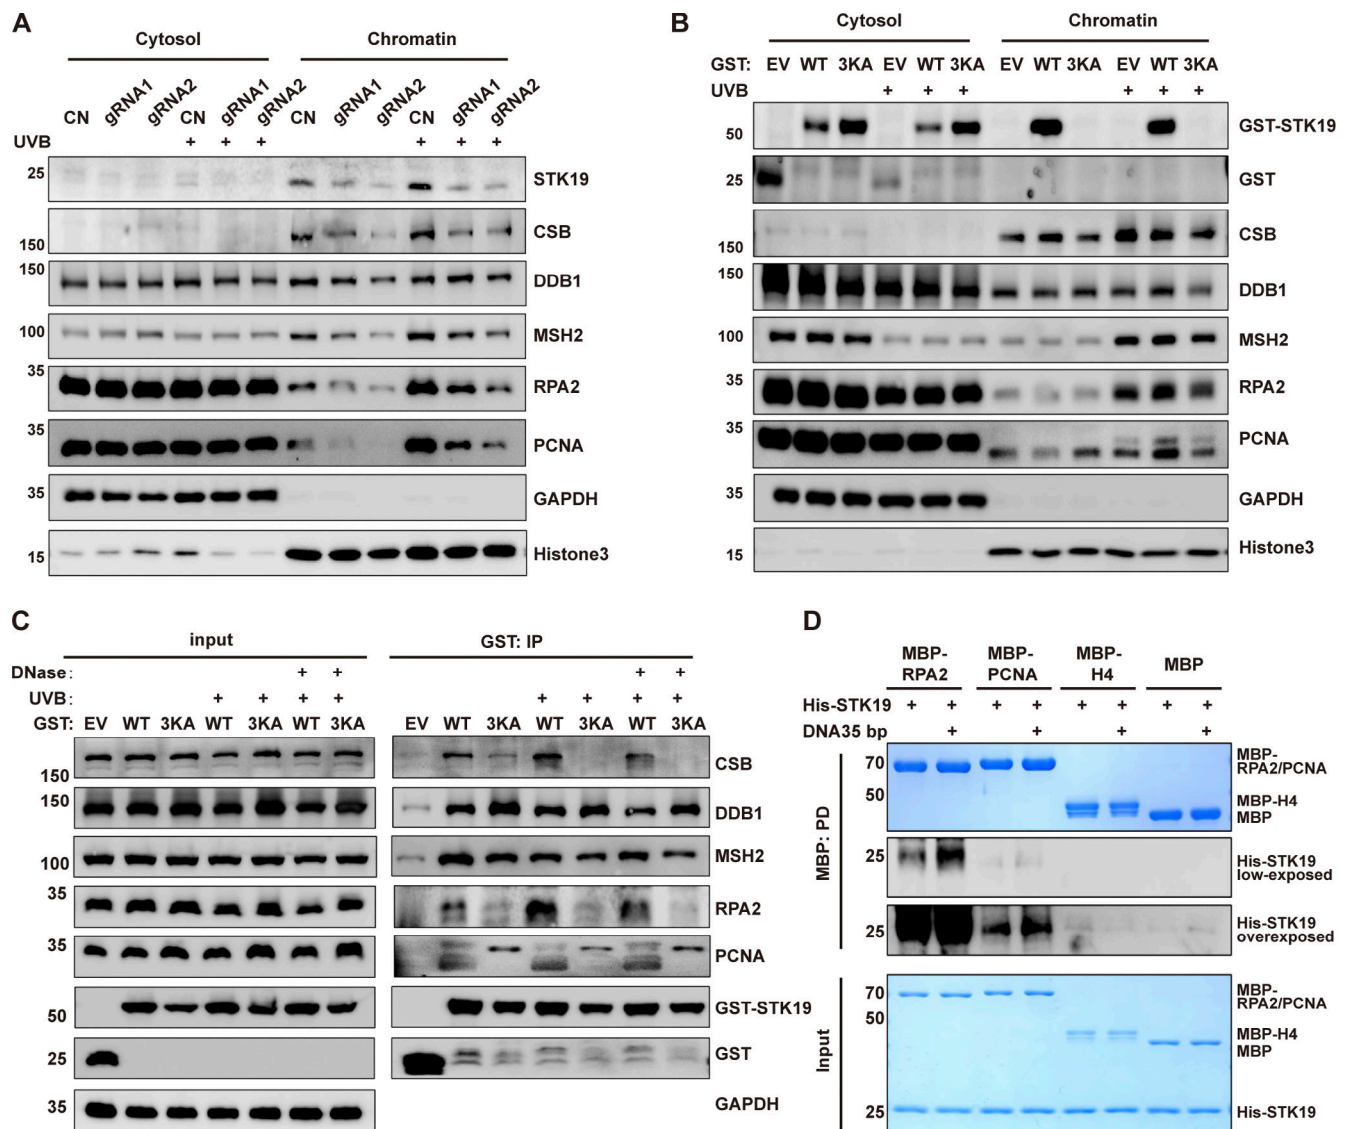 A
Cytosol Chromatin
CN gRNA1 gRNA2 CN gRNA1 gRNA2 CN gRNA1 gRNA2 CN gRNA1 gRNA2
UVB + + + + + +
25 STK19
150 CSB
150 DDB1
100 MSH2
35 RPA2
35 PCNA
35 GAPDH
15 Histone3
B
Cytosol Chromatin
GST: EV WT 3KA EV WT 3KA EV WT 3KA EV WT 3KA
UVB + + + + + +
50 GST-STK19
25 GST
150 CSB
150 DDB1
100 MSH2
35 RPA2
35 PCNA
35 GAPDH
15 Histone3
C
input GST: IP
DNase: + + + +
UVB: + + + + + + + +
GST: EV WT 3KA WT 3KA WT 3KA EV WT 3KA WT 3KA WT 3KA
150 CSB
150 DDB1
100 MSH2
35 RPA2
35 PCNA
50 GST-STK19
25 GST
35 GAPDH
D
MBP-RPA2 MBP-PCNA MBP-H4 MBP
His-STK19 + + + + + + + +
DNA35 bp + + + +
MBP: PD
70 MBP-RPA2/PCNA
50 MBP-H4
MBP
25 His-STK19 low-exposed
25 His-STK19 overexposed
Input
70 MBP-RPA2/PCNA
50 MBP-H4
MBP
25 His-STK19